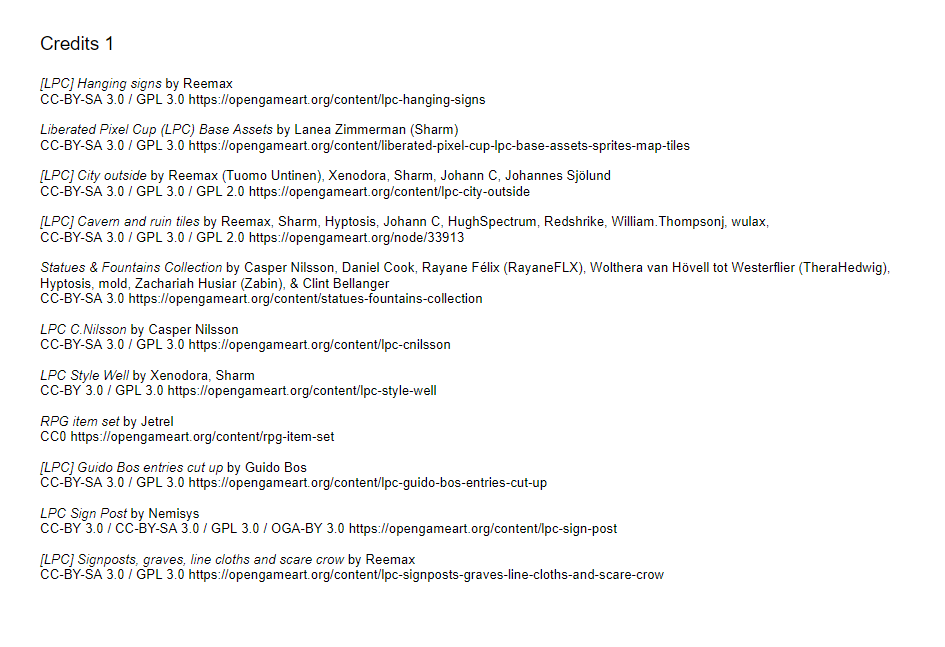 Credits 1
[LPC] Hanging signs by Reemax
CC-BY-SA 3.0 / GPL 3.0 https://opengameart.org/content/lpc-hanging-signs
Liberated Pixel Cup (LPC) Base Assets by Lanea Zimmerman (Sharm)
CC-BY-SA 3.0 / GPL 3.0 https://opengameart.org/content/liberated-pixel-cup-lpc-base-assets-sprites-map-tiles
[LPC] City outside by Reemax (Tuomo Untinen), Xenodora, Sharm, Johann C, Johannes Sjölund
CC-BY-SA 3.0 / GPL 3.0 / GPL 2.0 https://opengameart.org/content/lpc-city-outside
[LPC] Cavern and ruin tiles by Reemax, Sharm, Hyptosis, Johann C, HughSpectrum, Redshrike, William.Thompsonj, wulax,
CC-BY-SA 3.0 / GPL 3.0 / GPL 2.0 https://opengameart.org/node/33913
Statues & Fountains Collection by Casper Nilsson, Daniel Cook, Rayane Félix (RayaneFLX), Wolthera van Hövell tot Westerflier (TheraHedwig),
Hyptosis, mold, Zachariah Husiar (Zabin), & Clint Bellanger
CC-BY-SA 3.0 https://opengameart.org/content/statues-fountains-collection
LPC C.Nilsson by Casper Nilsson
CC-BY-SA 3.0 / GPL 3.0 https://opengameart.org/content/lpc-cnilsson
LPC Style Well by Xenodora, Sharm
CC-BY 3.0 / GPL 3.0 https://opengameart.org/content/lpc-style-well
RPG item set by Jetrel
CC0 https://opengameart.org/content/rpg-item-set
[LPC] Guido Bos entries cut up by Guido Bos
CC-BY-SA 3.0 / GPL 3.0 https://opengameart.org/content/lpc-guido-bos-entries-cut-up
LPC Sign Post by Nemisys
CC-BY 3.0 / CC-BY-SA 3.0 / GPL 3.0 / OGA-BY 3.0 https://opengameart.org/content/lpc-sign-post
[LPC] Signposts, graves, line cloths and scare crow by Reemax
CC-BY-SA 3.0 / GPL 3.0 https://opengameart.org/content/lpc-signposts-graves-line-cloths-and-scare-crow